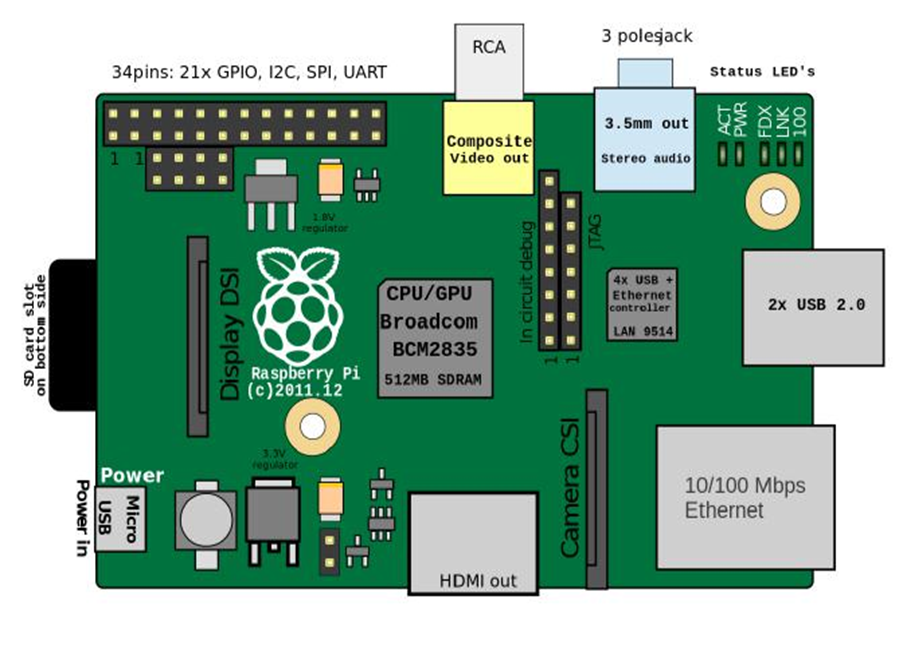 RCA
3 polesjack
34pins: 21x GPIO, I2C, SPI, UART
Status LED's
Composite
Video out
3.5mm out
Stereo audio
ACT
PWR
FDX
LNK
100
1 1
1.8V
regulator
In circuit debug
JTAG
1 1
SD card slot
on bottom side
Display DSI
CPU/GPU
Broadcom
BCM2835
512MB SDRAM
4x USB +
Ethernet
controller
LAN 9514
2x USB 2.0
Raspberry Pi
(c)2011.12
3.3V
regulator
Power
Power in
Micro
USB
Camera CSI
10/100 Mbps
Ethernet
HDMI out